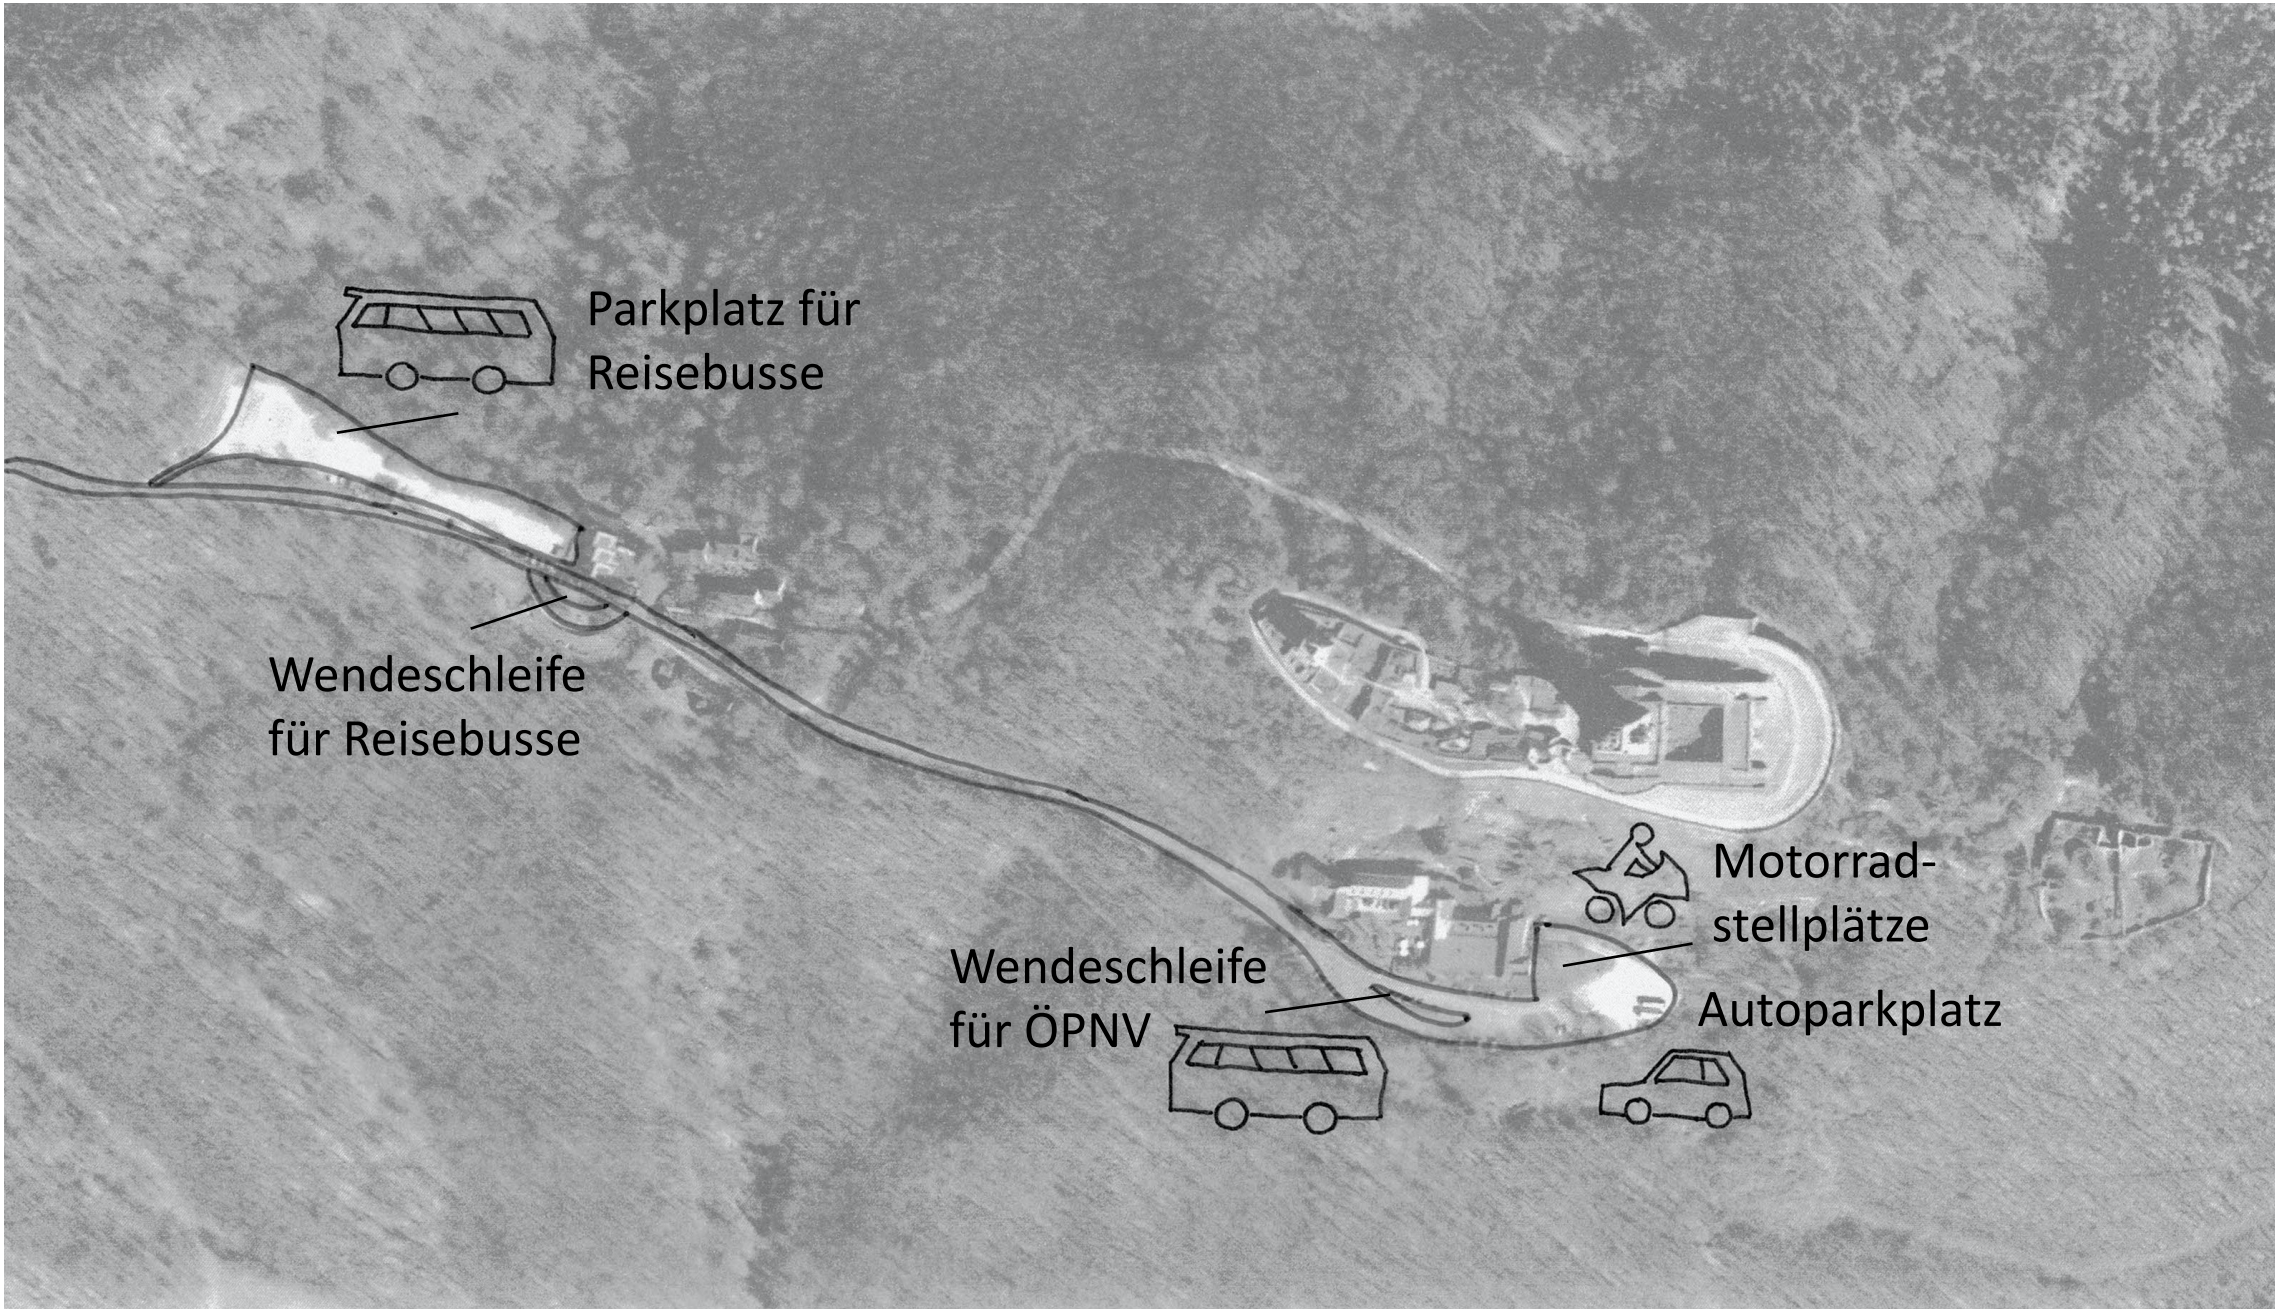 Parkplatz für
Reisebusse
Wendeschleife
für Reisebusse
Motorrad-
stellplätze
Wendeschleife
für ÖPNV
Autoparkplatz